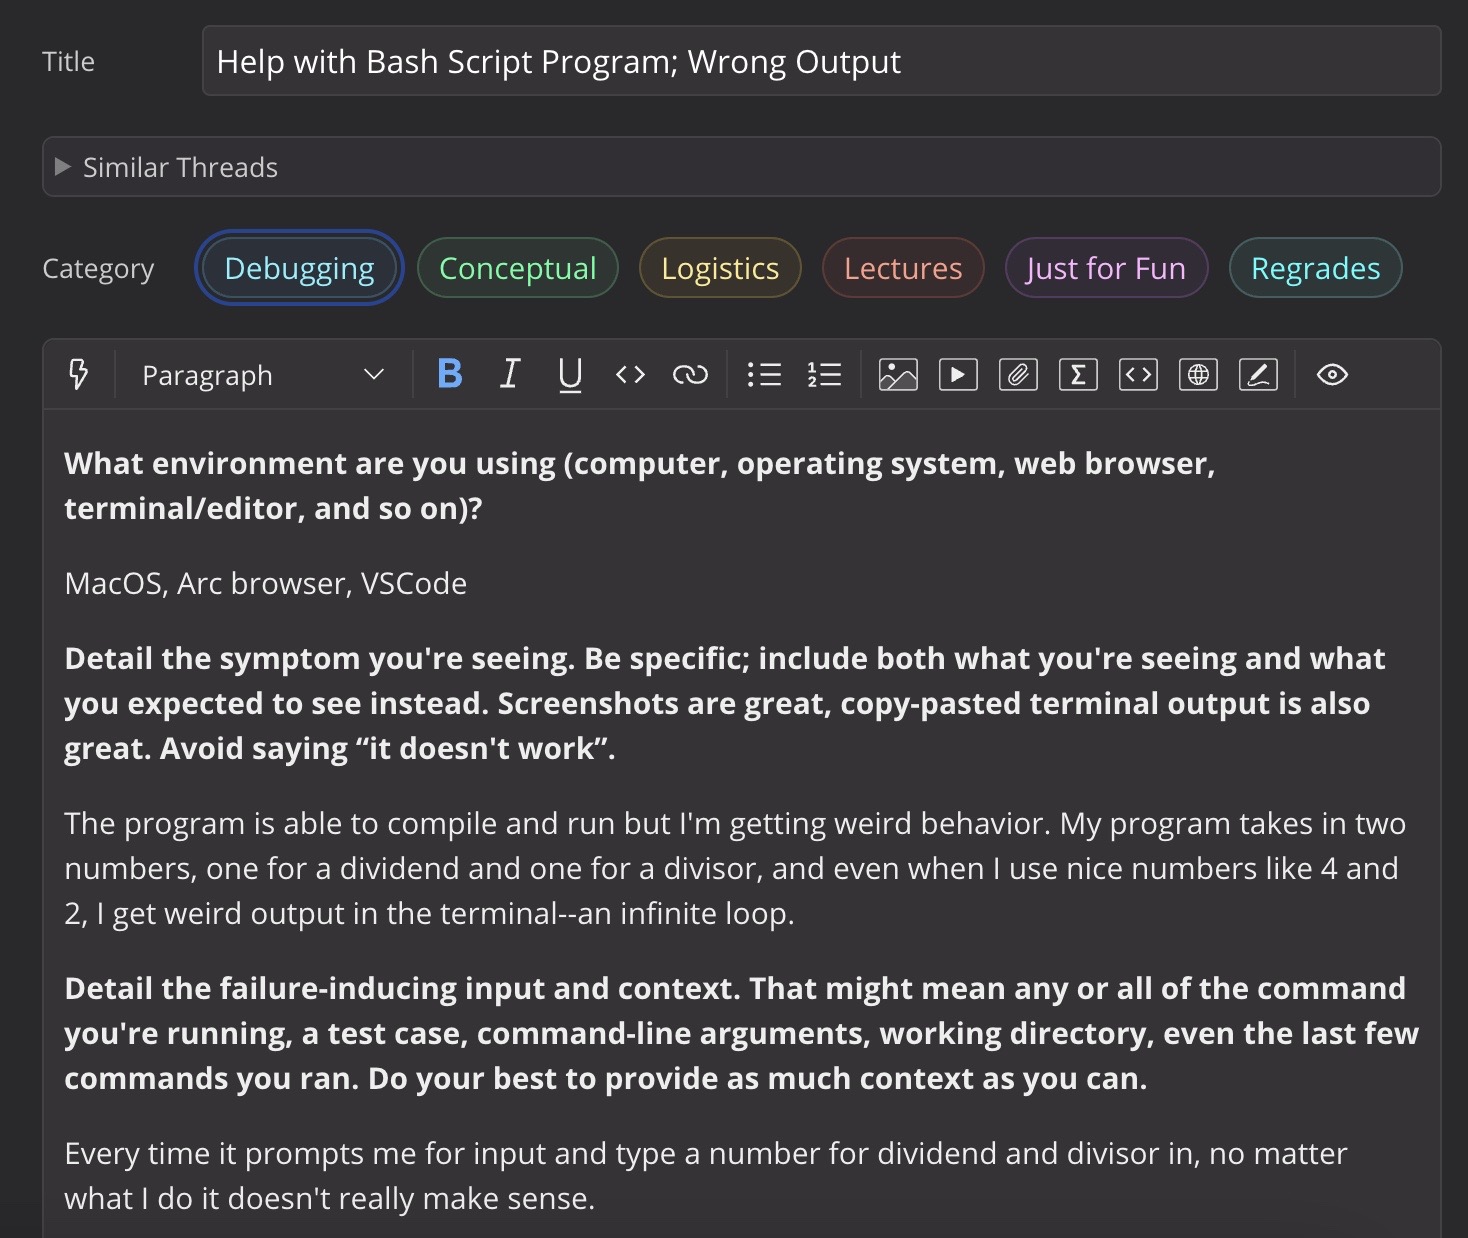 Title
Help with Bash Script Program; Wrong Output
Similar Threads
Category
Debugging
Conceptual
Logistics
Lectures
Just for Fun
Regrades
Paragraph
B I U
What environment are you using (computer, operating system, web browser,
terminal/editor, and so on)?
MacOS, Arc browser, VSCode
Detail the symptom you're seeing. Be specific; include both what you're seeing and what
you expected to see instead. Screenshots are great, copy-pasted terminal output is also
great. Avoid saying “it doesn't work”.
The program is able to compile and run but I'm getting weird behavior. My program takes in two
numbers, one for a dividend and one for a divisor, and even when I use nice numbers like 4 and
2, I get weird output in the terminal--an infinite loop.
Detail the failure-inducing input and context. That might mean any or all of the command
you're running, a test case, command-line arguments, working directory, even the last few
commands you ran. Do your best to provide as much context as you can.
Every time it prompts me for input and type a number for dividend and divisor in, no matter
what I do it doesn't really make sense.